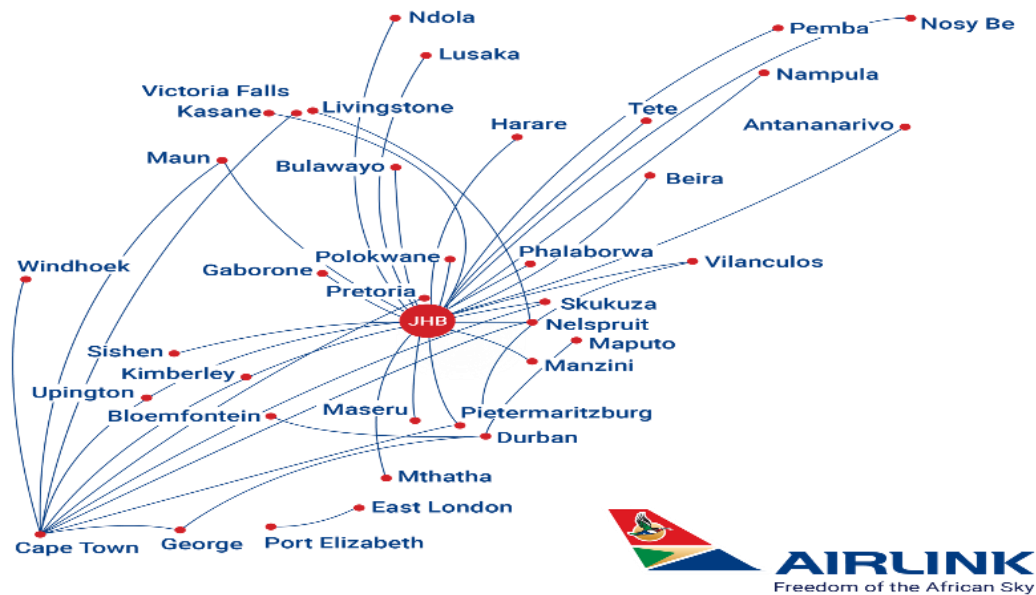 Ndola
Pemba
Nosy Be
Lusaka
Nampula
Victoria Falls
Kasane
Livingstone
Tete
Harare
Antananarivo
Maun
Bulawayo
Beira
Windhoek
Gaborone
Polokwane
Phalaborwa
Vilanculos
Pretoria
Skukuza
JHB
Nelspruit
Sishen
Maputo
Kimberley
Manzini
Upington
Bloemfontein
Maseru
Pietermaritzburg
Durban
Mthatha
East London
Cape Town
George
Port Elizabeth
AIRLINK
Freedom of the African Sky